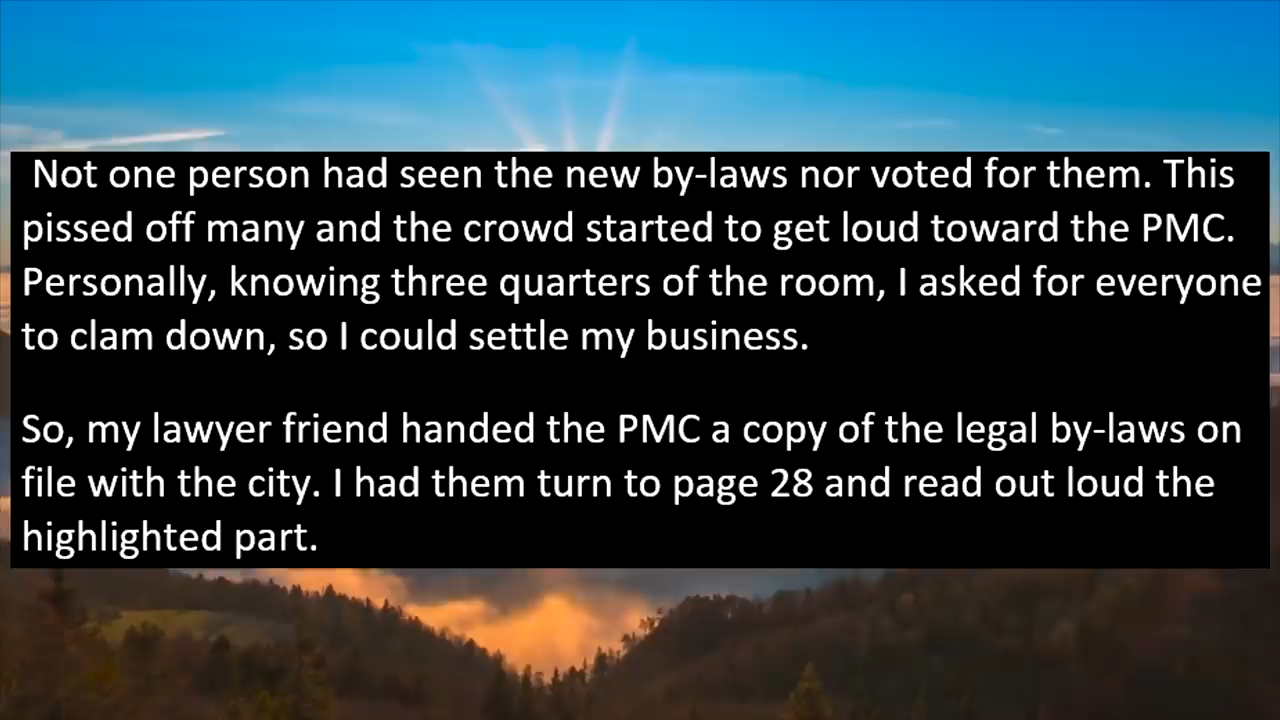 Not one person had seen the new by-laws nor voted for them. This
pissed off many and the crowd started to get loud toward the PMC.
Personally, knowing three quarters of the room, I asked for everyone
to clam down, so I could settle my business.
So, my lawyer friend handed the PMC a copy of the legal by-laws on
file with the city. I had them turn to page 28 and read out loud the
highlighted part.